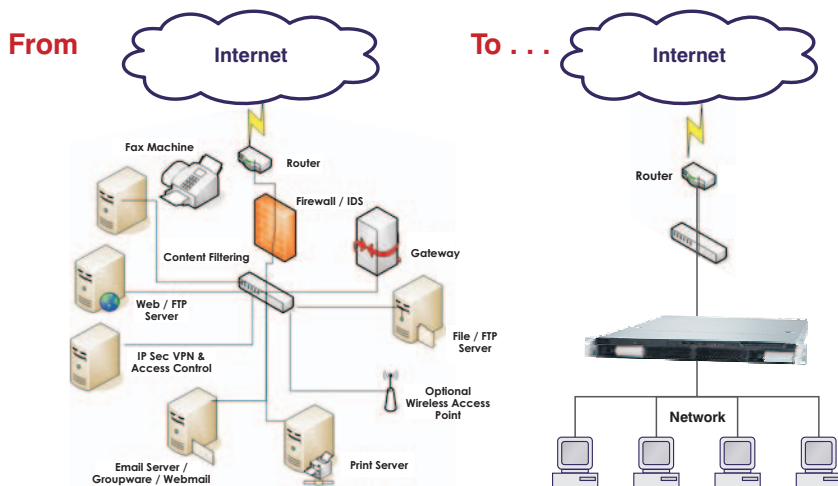 From
Internet
Fax Machine
Router
Firewall / IDS
Content Filtering
Gateway
Web / FTP
Server
File / FTP
Server
IP Sec VPN &
Access Control
Optional
Wireless Access
Point
Email Server /
Groupware / Webmail
Print Server
To . . .
Internet
Router
Network